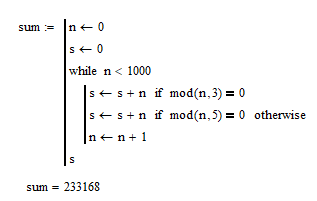 sum := n ← 0
s ← 0
while n < 1000
s ← s + n if mod(n,3) = 0
s ← s + n if mod(n,5) = 0 otherwise
n ← n + 1
s
sum = 233168